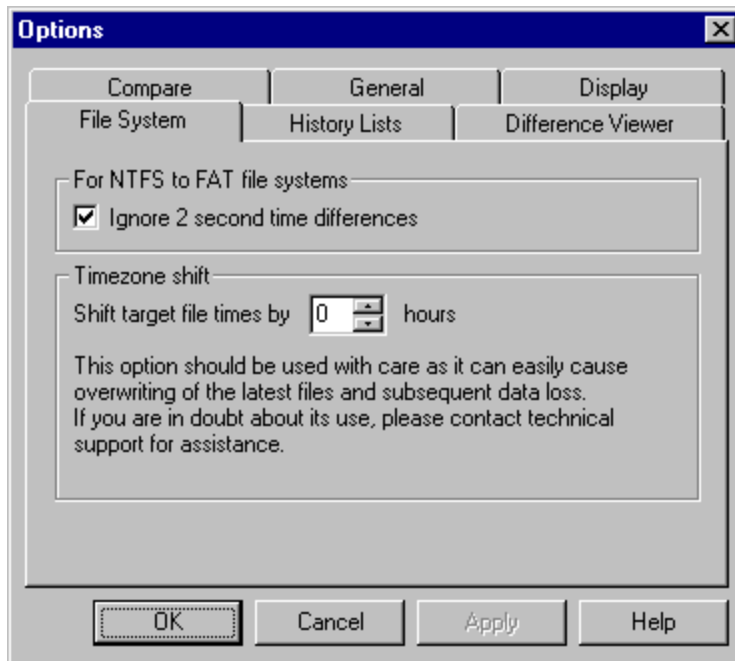 Options
Compare General Display
File System History Lists Difference Viewer
For NTFS to FAT file systems
Ignore 2 second time differences
Timezone shift
Shift target file times by 0 hours
This option should be used with care as it can easily cause
overwriting of the latest files and subsequent data loss.
If you are in doubt about its use, please contact technical
support for assistance.
OK Cancel Apply Help